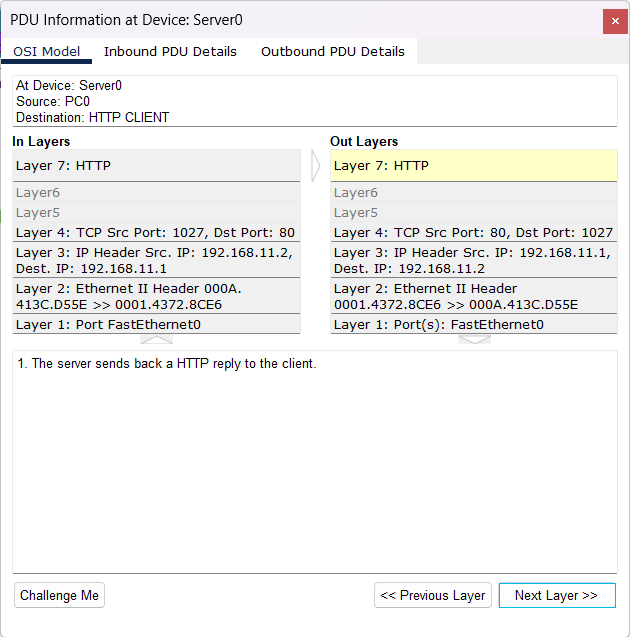 PDU Information at Device: Server0
OSI Model
Inbound PDU Details
Outbound PDU Details
At Device: Server0
Source: PC0
Destination: HTTP CLIENT
In Layers
Layer 7: HTTP
Layer6
Layer5
Layer 4: TCP Src Port: 1027, Dst Port: 80
Layer 3: IP Header Src. IP: 192.168.11.2,
Dest. IP: 192.168.11.1
Layer 2: Ethernet II Header 000A.
413C.D55E >> 0001.4372.8CE6
Layer 1: Port FastEthernet0
Out Layers
Layer 7: HTTP
Layer6
Layer5
Layer 4: TCP Src Port: 80, Dst Port: 1027
Layer 3: IP Header Src. IP: 192.168.11.1,
Dest. IP: 192.168.11.2
Layer 2: Ethernet II Header
0001.4372.8CE6 >> 000A.413C.D55E
Layer 1: Port(s): FastEthernet0
1. The server sends back a HTTP reply to the client.
Challenge Me
<< Previous Layer
Next Layer >>